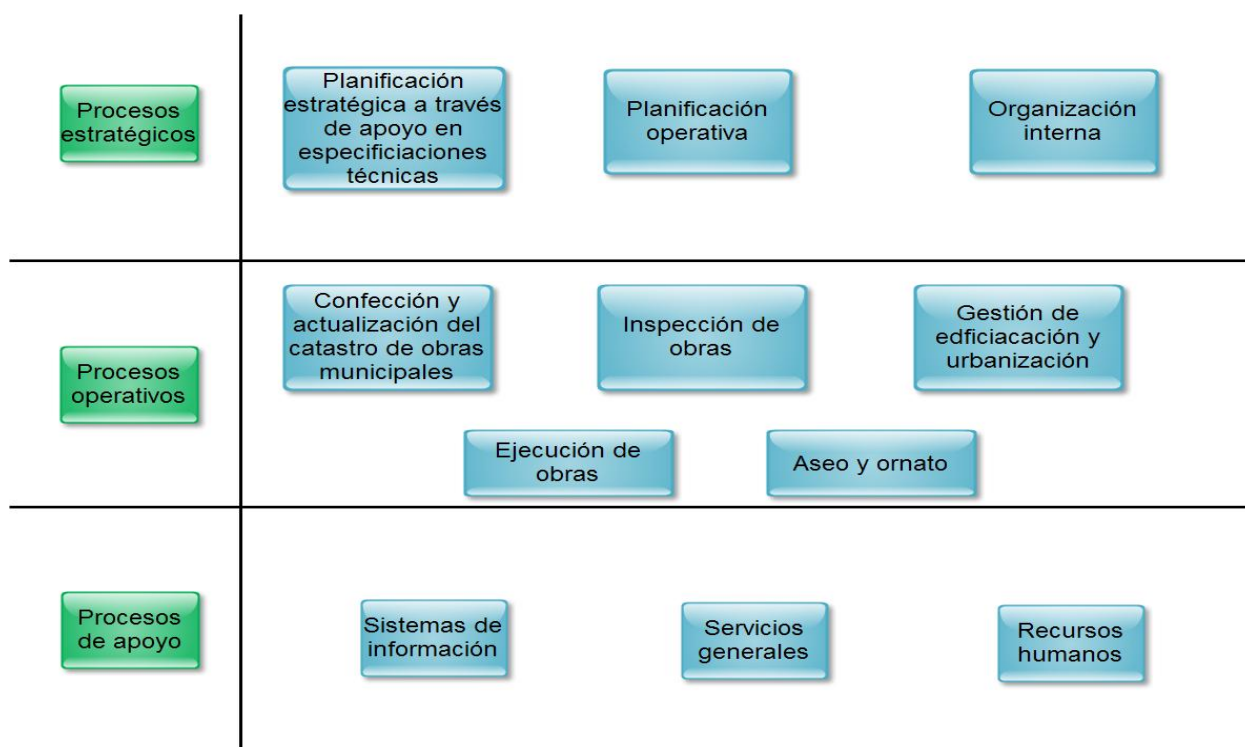 Procesos
estratégicos
Planificación
estratégica a través
de apoyo en
especificiaciones
técnicas
Planificación
operativa
Organización
interna
Procesos
operativos
Confección y
actualización del
catastro de obras
municipales
Inspección de
obras
Gestión de
edficiacación y
urbanización
Ejecución de
obras
Aseo y ornato
Procesos
de apoyo
Sistemas de
información
Servicios
generales
Recursos
humanos